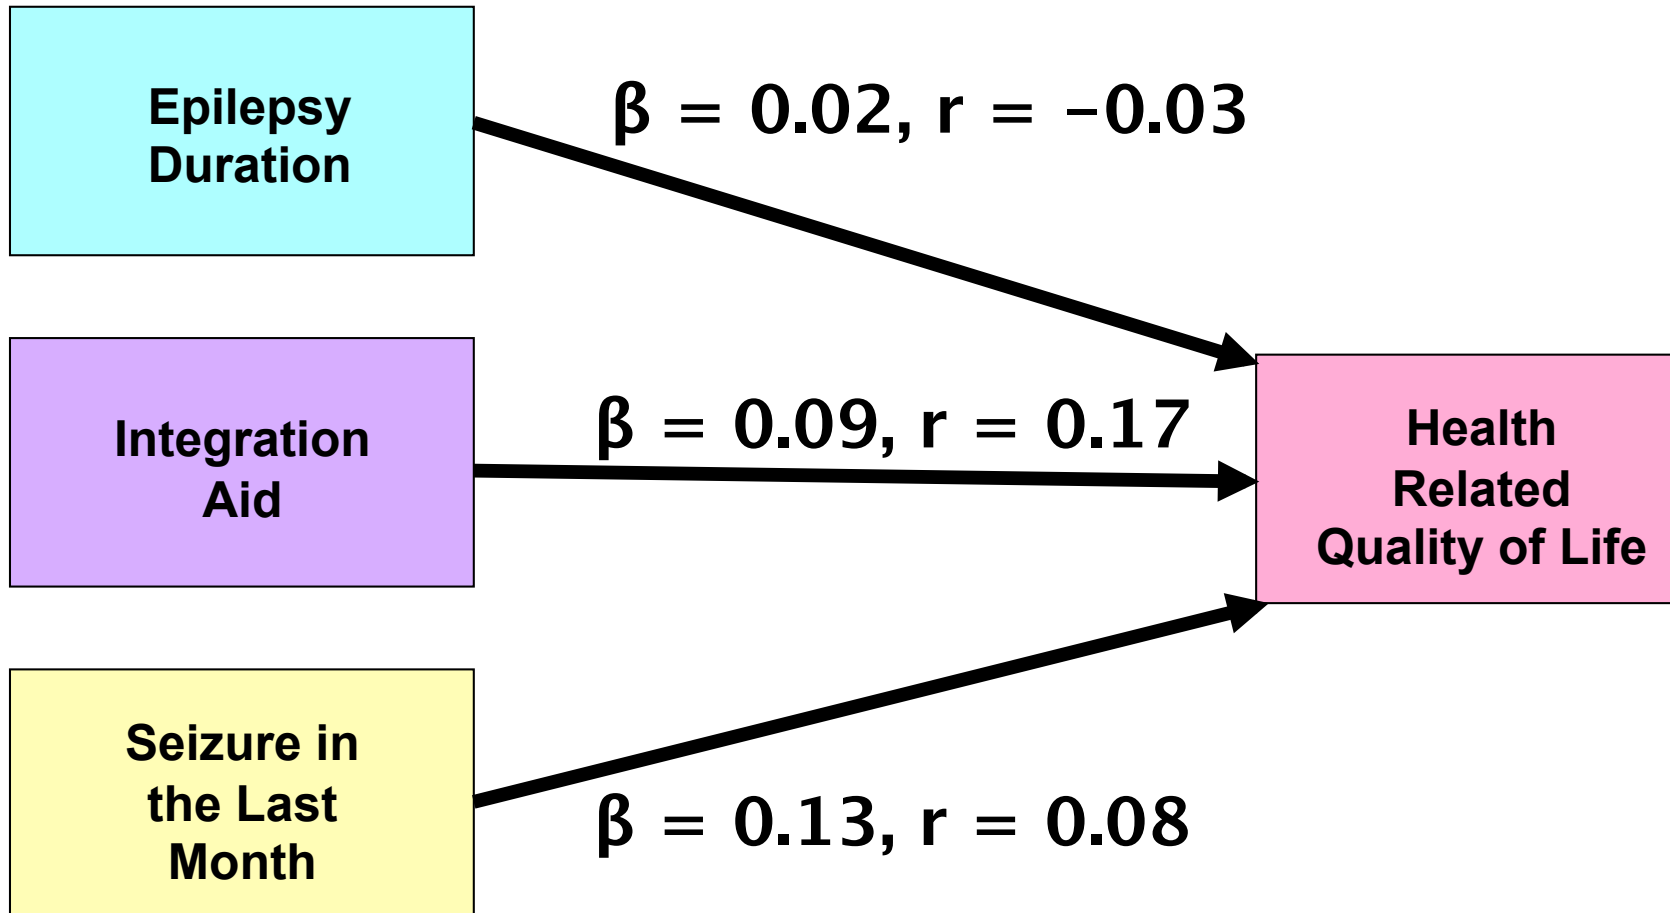 Epilepsy
Duration
β = 0.02, r = –0.03
Integration
Aid
β = 0.09, r = 0.17
Health
Related
Quality of Life
Seizure in
the Last
Month
β = 0.13, r = 0.08